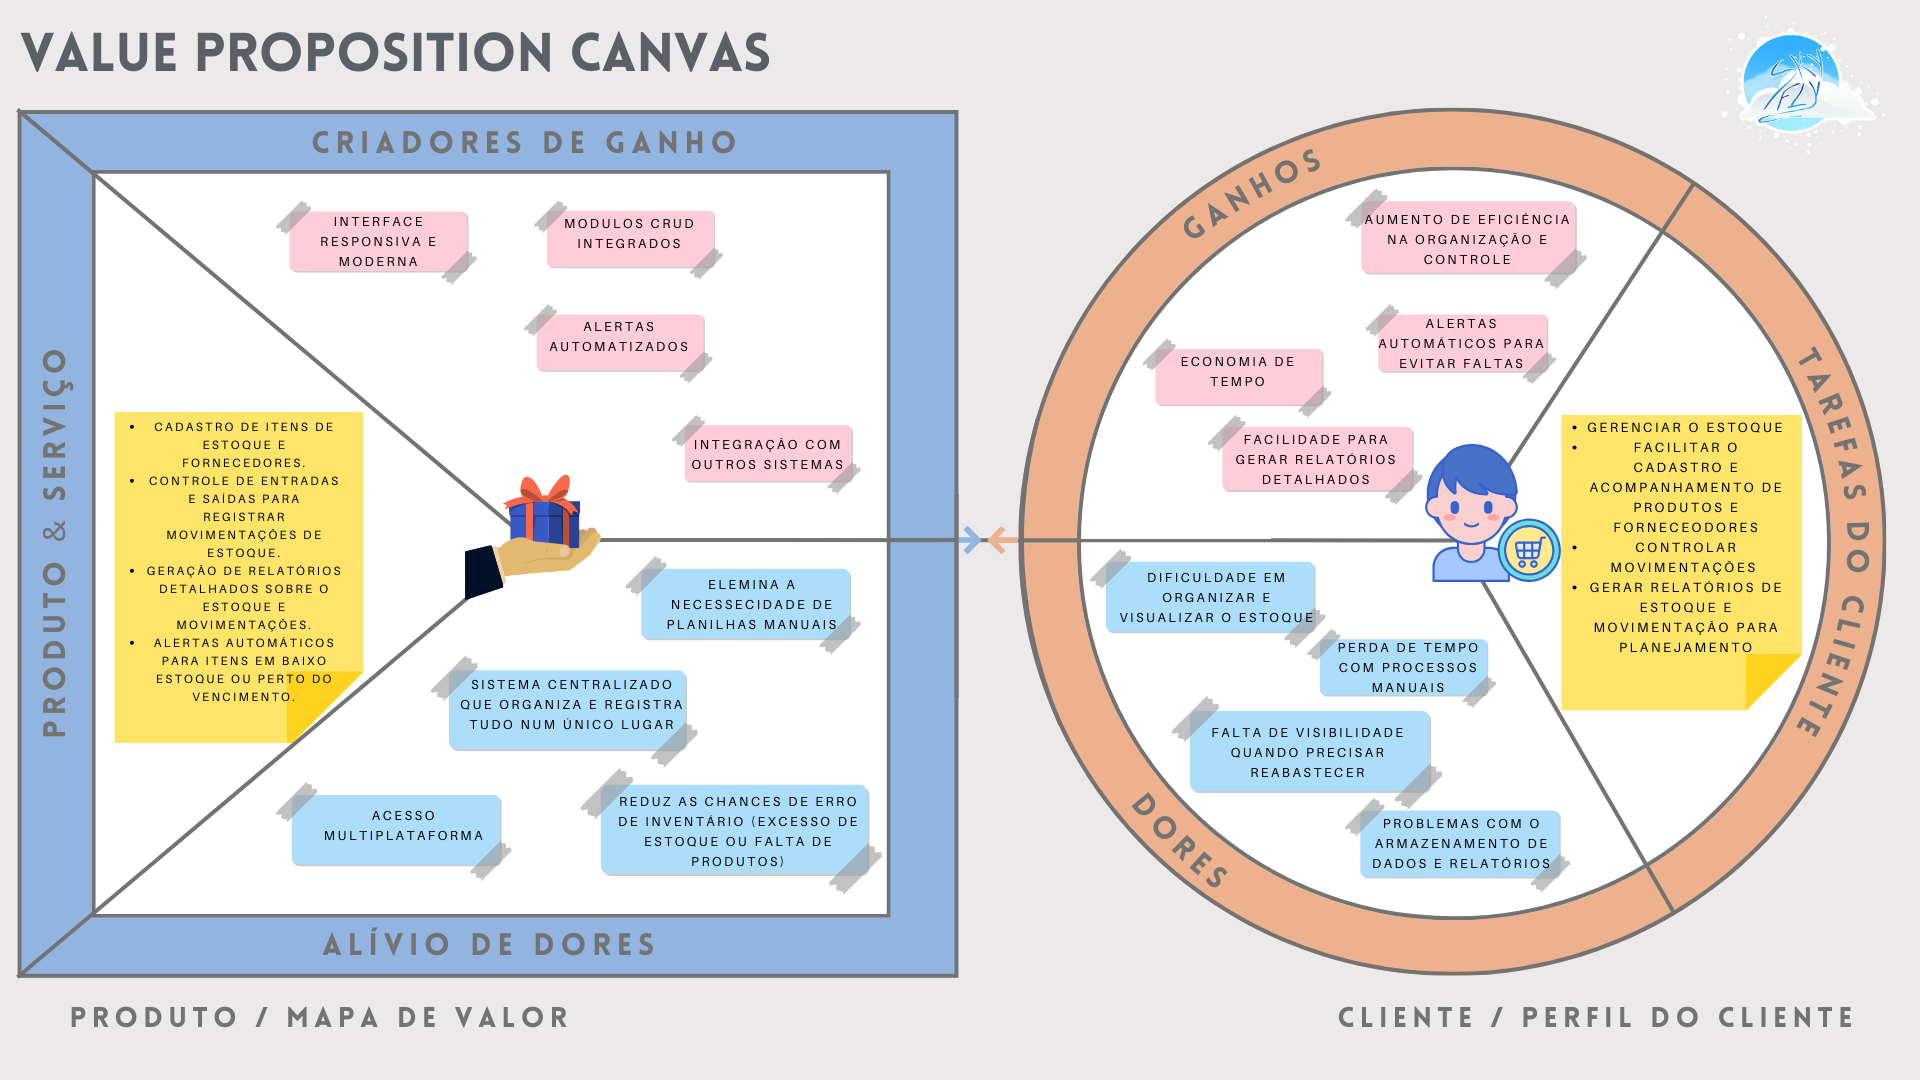 VALUE PROPOSITION CANVAS
SKY
FLY
CRIADORES DE GANHO
INTERFACE
RESPONSIVA E
MODERNA
MODULOS CRUD
INTEGRADOS
ALERTAS
AUTOMATIZADOS
INTEGRAÇÃO COM
OUTROS SISTEMAS
PRODUTO & SERVIÇO
• CADASTRO DE ITENS DE
ESTOQUE E
FORNECEDORES.
• CONTROLE DE ENTRADAS
E SAÍDAS PARA
REGISTRAR
MOVIMENTAÇÕES DE
ESTOQUE.
• GERAÇÃO DE RELATÓRIOS
DETALHADOS SOBRE O
ESTOQUE E
MOVIMENTAÇÕES.
• ALERTAS AUTOMÁTICOS
PARA ITENS EM BAIXO
ESTOQUE OU PERTO DO
VENCIMENTO.
ELEMINA A
NECESSECIDADE DE
PLANILHAS MANUAIS
SISTEMA CENTRALIZADO
QUE ORGANIZA E REGISTRA
TUDO NUM ÚNICO LUGAR
ACESSO
MULTIPLATAFORMA
REDUZ AS CHANCES DE ERRO
DE INVENTÁRIO (EXCESSO DE
ESTOQUE OU FALTA DE
PRODUTOS)
ALÍVIO DE DORES
PRODUTO / MAPA DE VALOR
GANHOS
AUMENTO DE EFICIÊNCIA
NA ORGANIZAÇÃO E
CONTROLE
ALERTAS
AUTOMÁTICOS PARA
EVITAR FALTAS
ECONOMIA DE
TEMPO
FACILIDADE PARA
GERAR RELATÓRIOS
DETALHADOS
TAREFAS DO CLIENTE
• GERENCIAR O ESTOQUE
• FACILITAR O
CADASTRO E
ACOMPANHAMENTO DE
PRODUTOS E
FORNECEODORES
• CONTROLAR
MOVIMENTAÇÕES
• GERAR RELATÓRIOS DE
ESTOQUE E
MOVIMENTAÇÃO PARA
PLANEJAMENTO
DIFICULDADE EM
ORGANIZAR E
VISUALIZAR O ESTOQUE
PERDA DE TEMPO
COM PROCESSOS
MANUAIS
FALTA DE VISIBILIDADE
QUANDO PRECISAR
REABASTECER
PROBLEMAS COM O
ARMAZENAMENTO DE
DADOS E RELATÓRIOS
DORES
CLIENTE / PERFIL DO CLIENTE